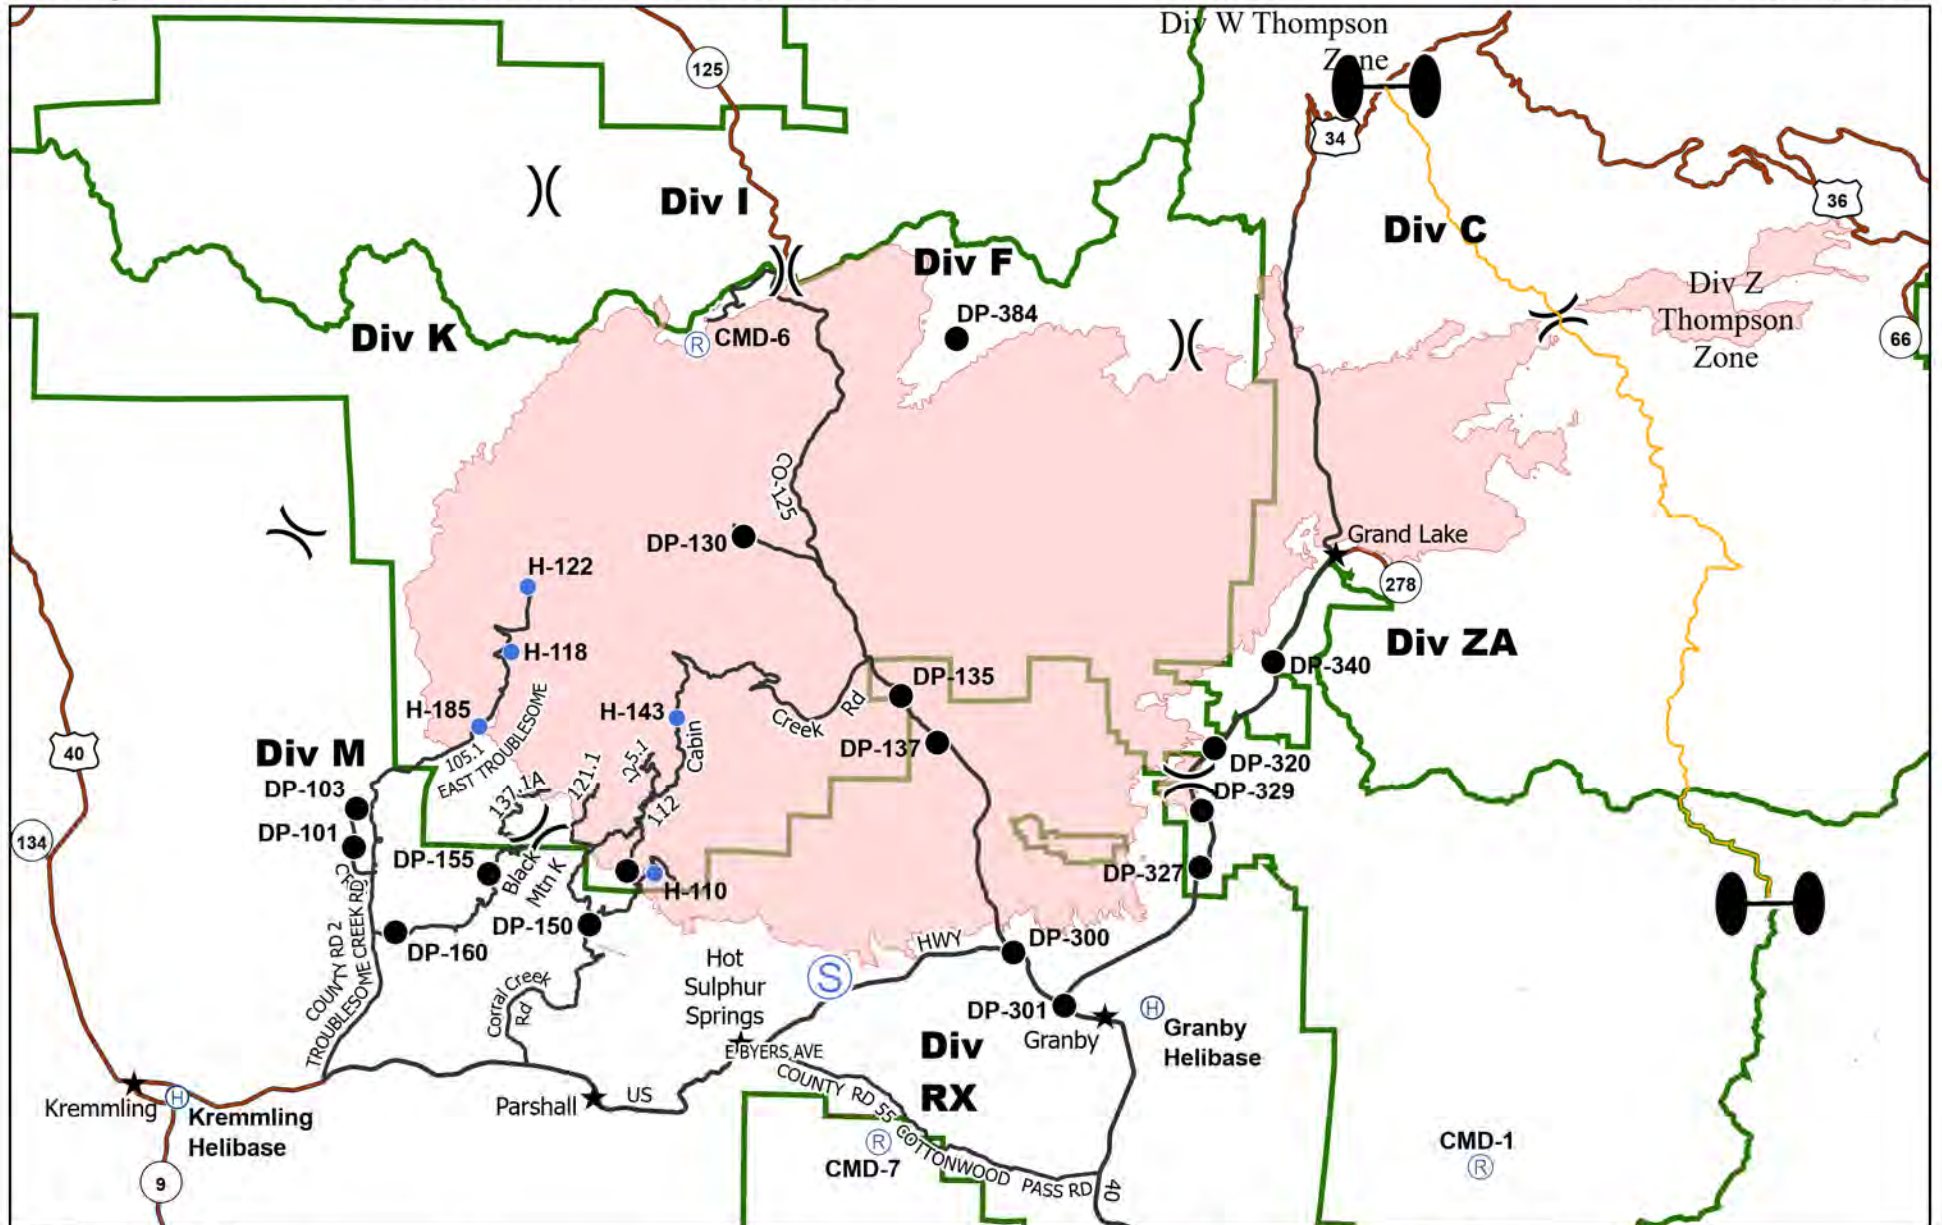 Div W Thompson
Zone
125
34
36
Div I
Div C
Div F
Div Z
Thompson
Zone
DP-384
Div K
R
CMD-6
66
CO-125
Grand Lake
DP-130
H-122
278
H-118
Div ZA
DP-340
DP-135
H-185
H-143
Creek
Rd
EAST TROUBLESOME
105.1
Cabin
DP-137
40
Div M
DP-320
DP-103
137.1A
121.1
2-5.1
112
DP-329
134
DP-101
DP-155
Black
Mtn K
H-110
DP-327
COUNTY RD 2
TROUBLESOME CREEK RD
DP-160
DP-150
HWY
DP-300
Hot
Sulphur
Springs
S
Corral Creek
Rd
DP-301
Granby
H
Granby
Helibase
E BYERS AVE
Div
RX
COUNTY RD 55
Kremmling
H
Kremmling
Helibase
Parshall
US
COTTONWOOD PASS RD
R
CMD-7
CMD-1
R
9
40